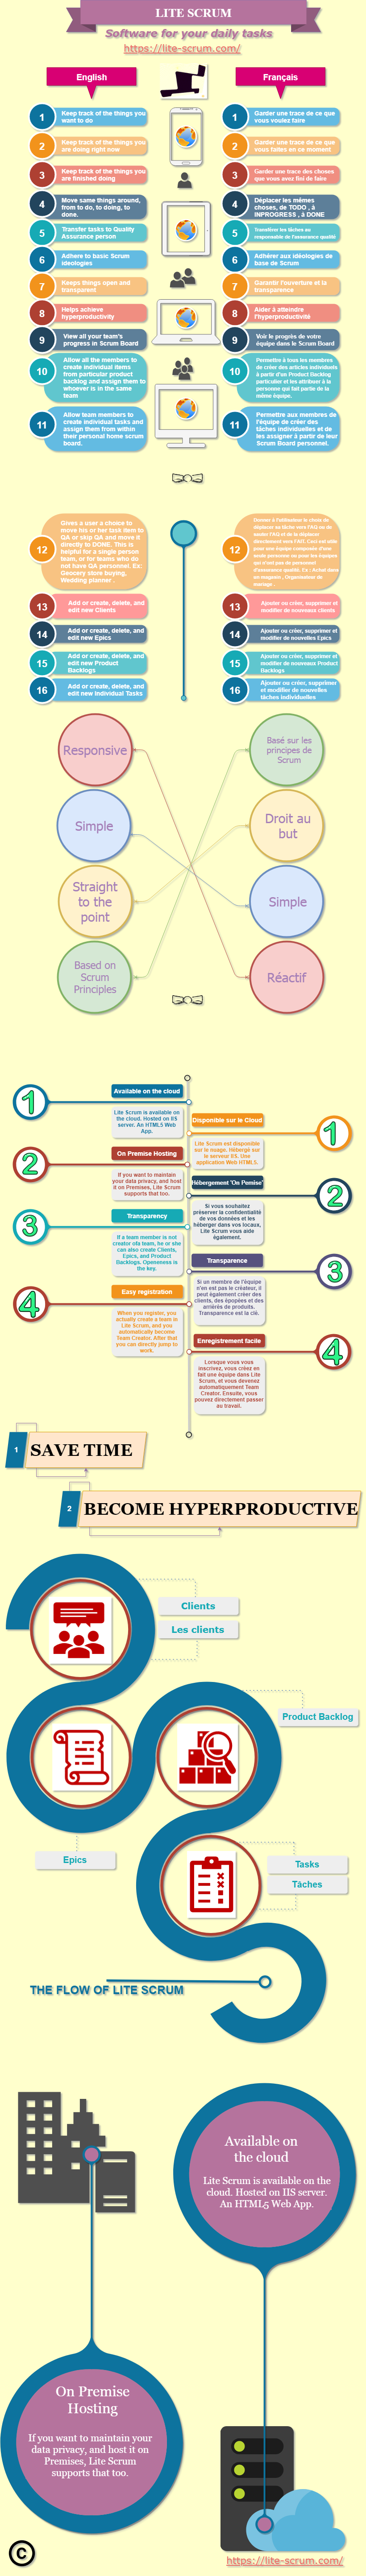 LITE SCRUM
Software for your daily tasks
https://lite-scrum.com/
English
1
Keep track of the things you
want to do
2
Keep track of the things you
are doing right now
3
Keep track of the things you
are finished doing
4
Move same things around,
from to do, to doing, to
done.
5
Transfer tasks to Quality
Assurance person
6
Adhere to basic Scrum
Ideologies
7
Keeps things open and
transparent
8
Helps achieve
hyperproductivity
9
View all your team's
progress in Scrum Board
10
Allow all the members to
create individual items
from particular product
backlog and assign them to
whoever is in the same
team
11
Allow team members to
create individual tasks and
assign them from within
their personal home scrum
board.
Français
1
Garder une trace de ce que
vous voulez faire
2
Garder une trace de ce que
vous faites en ce moment
3
Garder une trace des choses
que vous avez fini de faire
4
Déplacer les mêmes
choses, de TODO , à
INPROGRESS , à DONE
5
Transférer les tâches au
responsable de l'assurance qualité
6
Adhérer aux idéologies de
base de Scrum
7
Garantir l'ouverture et la
transparence
8
Aider à atteindre
l'hyperproductivité
9
Voir le progrès de votre
équipe dans le Scrum Board
10
Permettre à tous les membres
de créer des articles individuels
à partir d'un Product Backlog
particulier et les attribuer à la
personne qui fait partie de la
même équipe.
11
Permettre aux membres de
l'équipe de créer des
tâches individuelles et de
les assigner à partir de leur
Scrum Board personnel.
12
Gives a user a choice to
move his or her task item to
QA or skip QA and move it
directly to DONE. This is
helpful for a single person
team, or for teams who do
not have QA personnel. Ex:
Geocery store buying,
Wedding planner .
13
Add or create, delete, and
edit new Clients
14
Add or create, delete, and
edit new Epics
15
Add or create, delete, and
edit new Product
Backlogs
16
Add or create, delete, and
edit new Individual Tasks
12
Donner à l'utilisateur le choix de
déplacer sa tâche vers l'AQ ou de
sauter l'AQ et de la déplacer
directement vers
pour une équipe composée d'une
seule personne ou pour les équipes
qui n'ont pas de personnel
d'assurance qualité. Ex : Achat dans
un magasin , Organisateur de
mariage .
13
Ajouter ou créer, supprimer et
modifier de nouveaux clients
14
Ajouter ou créer, supprimer et
modifier de nouvelles Epics
15
Ajouter ou créer, supprimer et
modifier de nouveaux Product
Backlogs
16
Ajouter ou créer, supprimer
et modifier de nouvelles
tâches individuelles
Responsive
Simple
Straight
to the
point
Based on
Scrum
Principles
Basé sur les
principes de
Scrum
Droit au
but
Simple
Réactif
1
Available on the cloud
Lite Scrum is available on
the cloud. Hosted on IIS
server. An HTML5 Web
App.
Disponible sur le Cloud
1
Lite Scrum est disponible
sur le nuage. Hébergé sur
le serveur IIS. Une
application Web HTML5.
2
On Premise Hosting
If you want to maintain
your data privacy, and host
it on Premises, Lite Scrum
supports that too.
Hébergement 'On Pemise'
2
Si vous souhaitez
préserver la confidentialité
de vos données et les
héberger dans vos locaux,
Lite Scrum vous aide
également.
3
Transparency
If a team member is not
creator ofa team, he or she
can also create Clients,
Epics, and Product
Backlogs. Openeness is
the key.
Transparence
3
Si un membre de l'équipe
n'en est pas le créateur, il
peut également créer des
clients, des épopées et des
arriérés de produits.
Transparence est la clé.
4
Easy registration
When you register, you
actually create a team in
Lite Scrum, and you
automatically become
Team Creator. After that
you can directly jump to
work.
Enregistrement facile
4
Lorsque vous vous
inscrivez, vous créez en
fait une équipe dans Lite
Scrum, et vous devenez
automatiquement Team
Creator. Ensuite, vous
pouvez directement passer
au travail.
1
SAVE TIME
2
BECOME HYPERPRODUCTIVE
Clients
Les clients
Product Backlog
Epics
Tasks
Tâches
THE FLOW OF LITE SCRUM
Available on
the cloud
Lite Scrum is available on the
cloud. Hosted on IIS server.
An HTML5 Web App.
On Premise
Hosting
If you want to maintain your
data privacy, and host it on
Premises, Lite Scrum
supports that too.
©
https://lite-scrum.com/